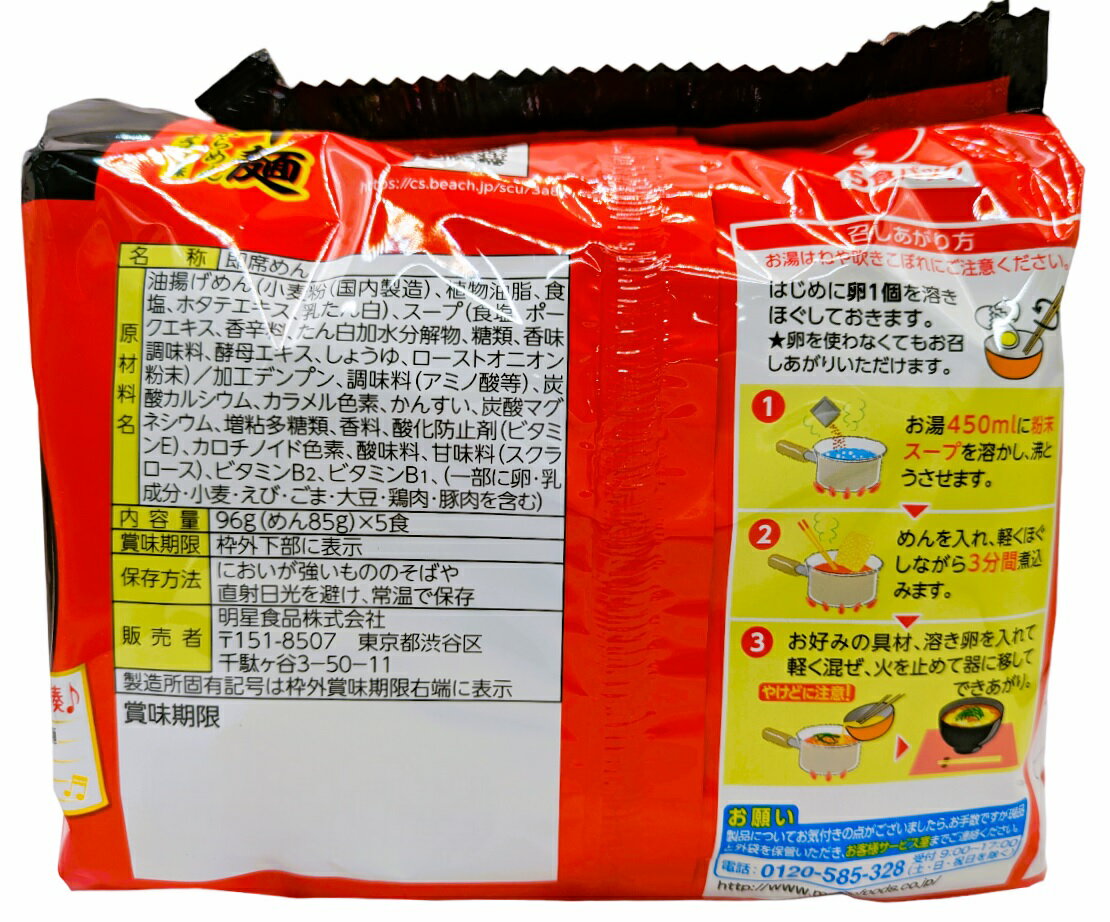 麺
https://cs.beach.jp/scu/
名称 即席めん
原材料名
油揚げめん(小麦粉(国内製造)、植物油脂、食
塩、ホタテエキス、乳たん白)、スープ(食塩、ポー
クエキス、香辛料、たん白加水分解物、糖類、香味
調味料、酵母エキス、しょうゆ、ローストオニオン
粉末)/加工デンプン、調味料(アミノ酸等)、炭
酸カルシウム、カラメル色素、かんすい、炭酸マグ
ネシウム、増粘多糖類、香料、酸化防止剤(ビタミ
ンE)、カロチノイド色素、酸味料、甘味料(スクラ
ロース)、ビタミンB2、ビタミンB1、(一部に卵・乳
成分・小麦・えび・ごま・大豆・鶏肉・豚肉を含む)
内容量 96g(めん85g)×5食
賞味期限 枠外下部に表示
保存方法 においが強いもののそばや
直射日光を避け、常温で保存
販売者 明星食品株式会社
〒151-8507 東京都渋谷区
千駄ヶ谷3-50-11
製造所固有記号は枠外賞味期限右端に表示
賞味期限
召しあがり方
お湯はねや吹きこぼれにご注意ください。
はじめに卵1個を溶き
ほぐしておきます。
★卵を使わなくてもお召
しあがりいただけます。
1
お湯450mlに粉末
スープを溶かし、沸と
うさせます。
2
めんを入れ、軽くほぐ
しながら3分間煮込
みます。
3
お好みの具材、溶き卵を入れて
軽く混ぜ、火を止めて器に移して
できあがり。
やけどに注意!
お願い
製品についてお気付きの点がございましたら、お手数ですが現品
と外袋を保管いただき、お客様サービス室までご連絡ください。
電話:0120-585-328 受付 9:00~17:00
(土・日・祝日を除く)
http://www.
foods.co.jp/